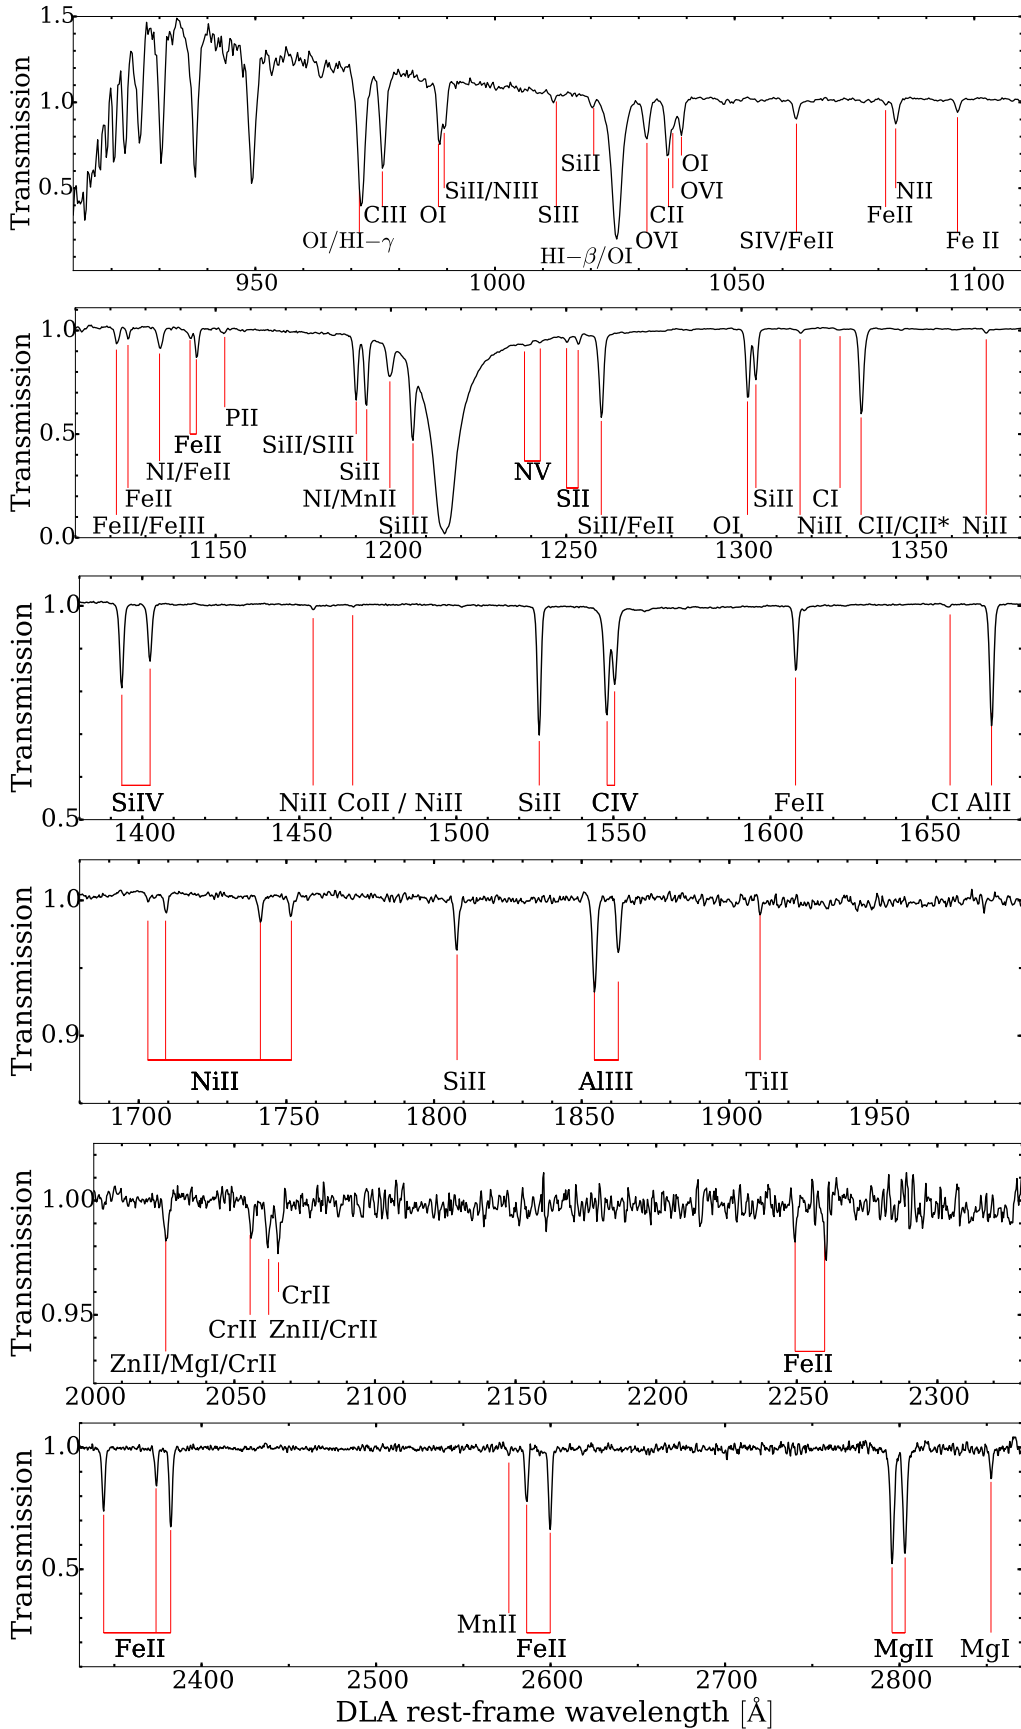 Transmission
1.5
1.0
0.5
SiII
OI
SiII/NIII
OVI
NII
CIII
OI
SIII
CII
FeII
OI/HI−γ
OVI
SIV/FeII
Fe II
HI−β/OI
950
1000
1050
1100
Transmission
1.0
0.5
0.0
PII
FeII
SiII/SIII
NI/FeII
SiII
NV
FeII
NI/MnII
SII
SiII
CI
FeII/FeIII
SiIII
SiII/FeII
OI
NiII
CII/CII*
NiII
1150
1200
1250
1300
1350
Transmission
1.0
0.5
SiIV
NiII
CoII / NiII
SiII
CIV
FeII
CI
AlII
1400
1450
1500
1550
1600
1650
Transmission
1.0
0.9
NiII
SiII
AlIII
TiII
1700
1750
1800
1850
1900
1950
Transmission
1.00
0.95
CrII
CrII
ZnII/CrII
ZnII/MgI/CrII
FeII
2000
2050
2100
2150
2200
2250
2300
Transmission
1.0
0.5
MnII
FeII
FeII
MgII
MgI
2400
2500
2600
2700
2800
DLA rest-frame wavelength [Å]